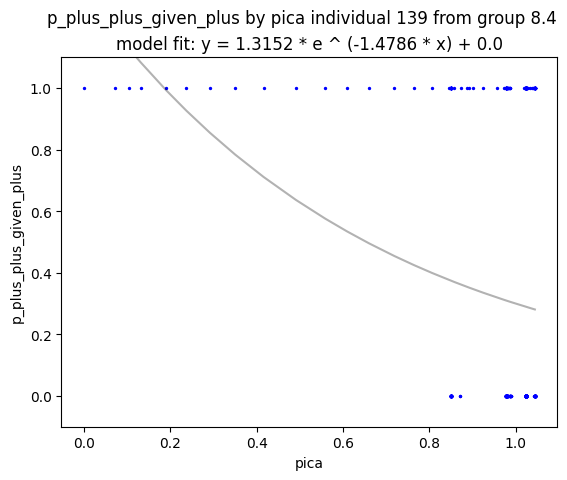 p_plus_plus_given_plus by pica individual 139 from group 8.4
model fit: y = 1.3152 * e ^ (-1.4786 * x) + 0.0
1.0
0.8
0.6
0.4
0.2
0.0
p_plus_plus_given_plus
0.0 0.2 0.4 0.6 0.8 1.0
pica